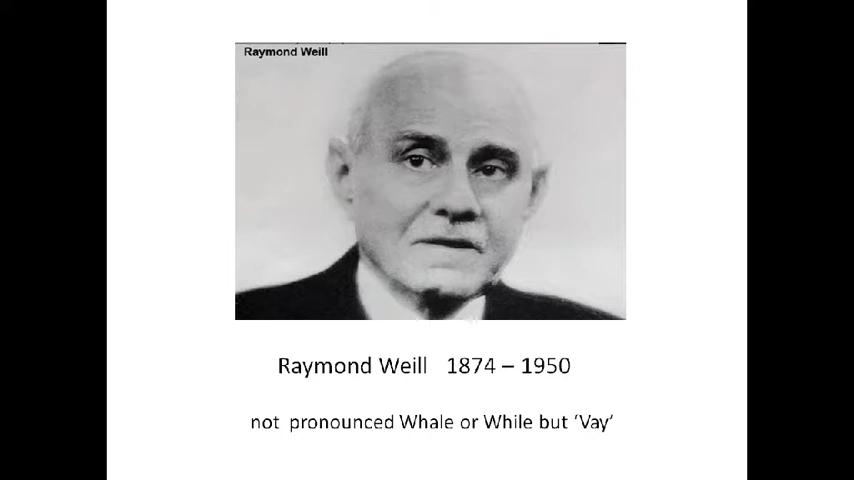 Raymond Weill
Raymond Weill 1874 – 1950
not pronounced Whale or While but ‘Vay’